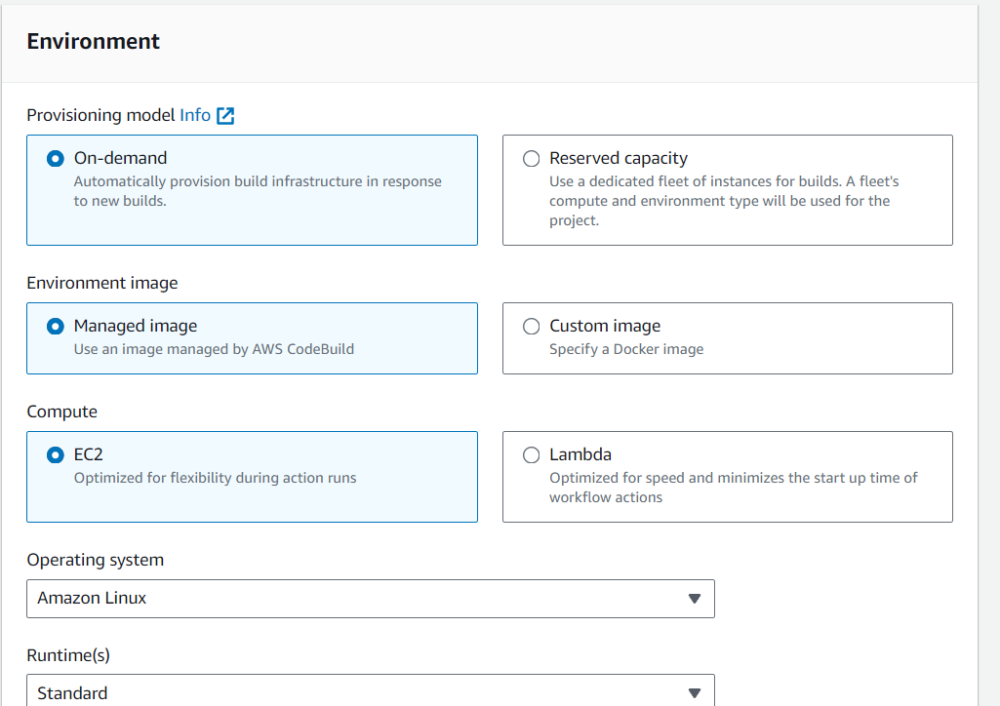 Environment
Provisioning model Info
On-demand
Automatically provision build infrastructure in response
to new builds.
Reserved capacity
Use a dedicated fleet of instances for builds. A fleet's
compute and environment type will be used for the
project.
Environment image
Managed image
Use an image managed by AWS CodeBuild
Custom image
Specify a Docker image
Compute
EC2
Optimized for flexibility during action runs
Lambda
Optimized for speed and minimizes the start up time of
workflow actions
Operating system
Amazon Linux
Runtime(s)
Standard